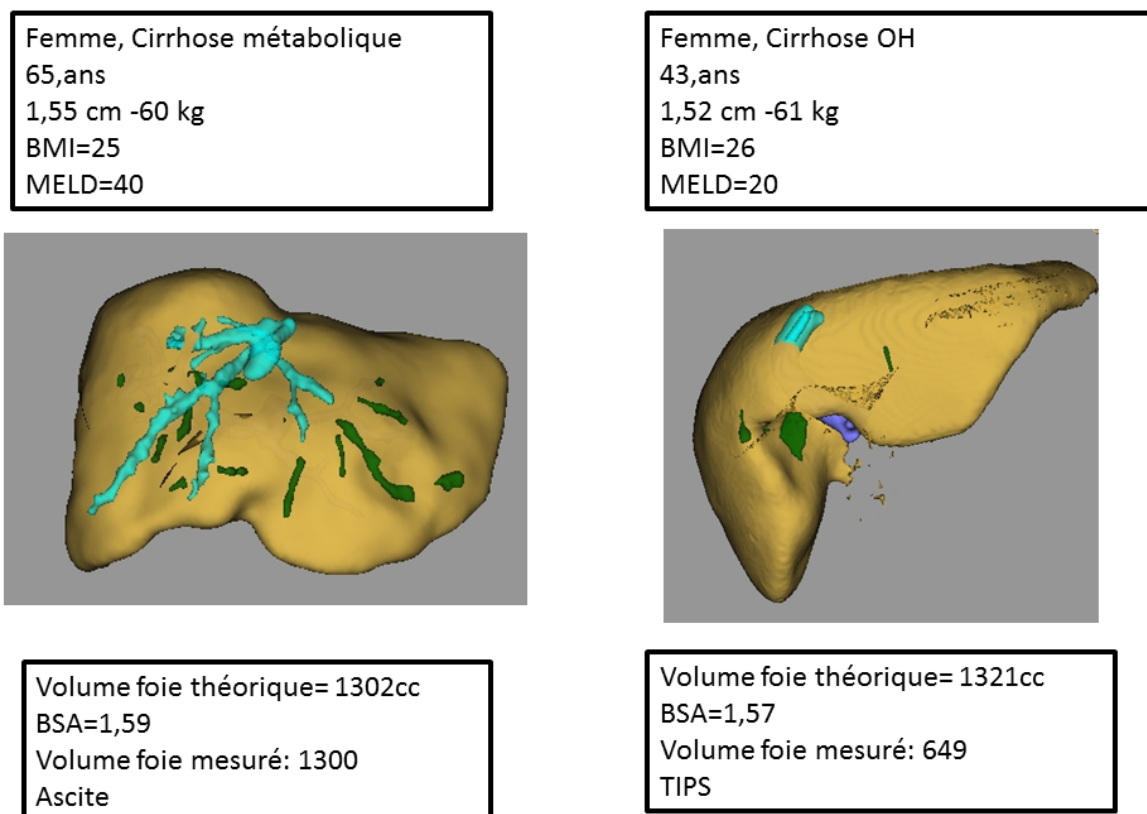 Femme, Cirrhose métabolique
65,ans
1,55 cm -60 kg
BMI=25
MELD=40
Femme, Cirrhose OH
43,ans
1,52 cm -61 kg
BMI=26
MELD=20
Volume foie théorique= 1302cc
BSA=1,59
Volume foie mesuré: 1300
Ascite
Volume foie théorique= 1321cc
BSA=1,57
Volume foie mesuré: 649
TIPS